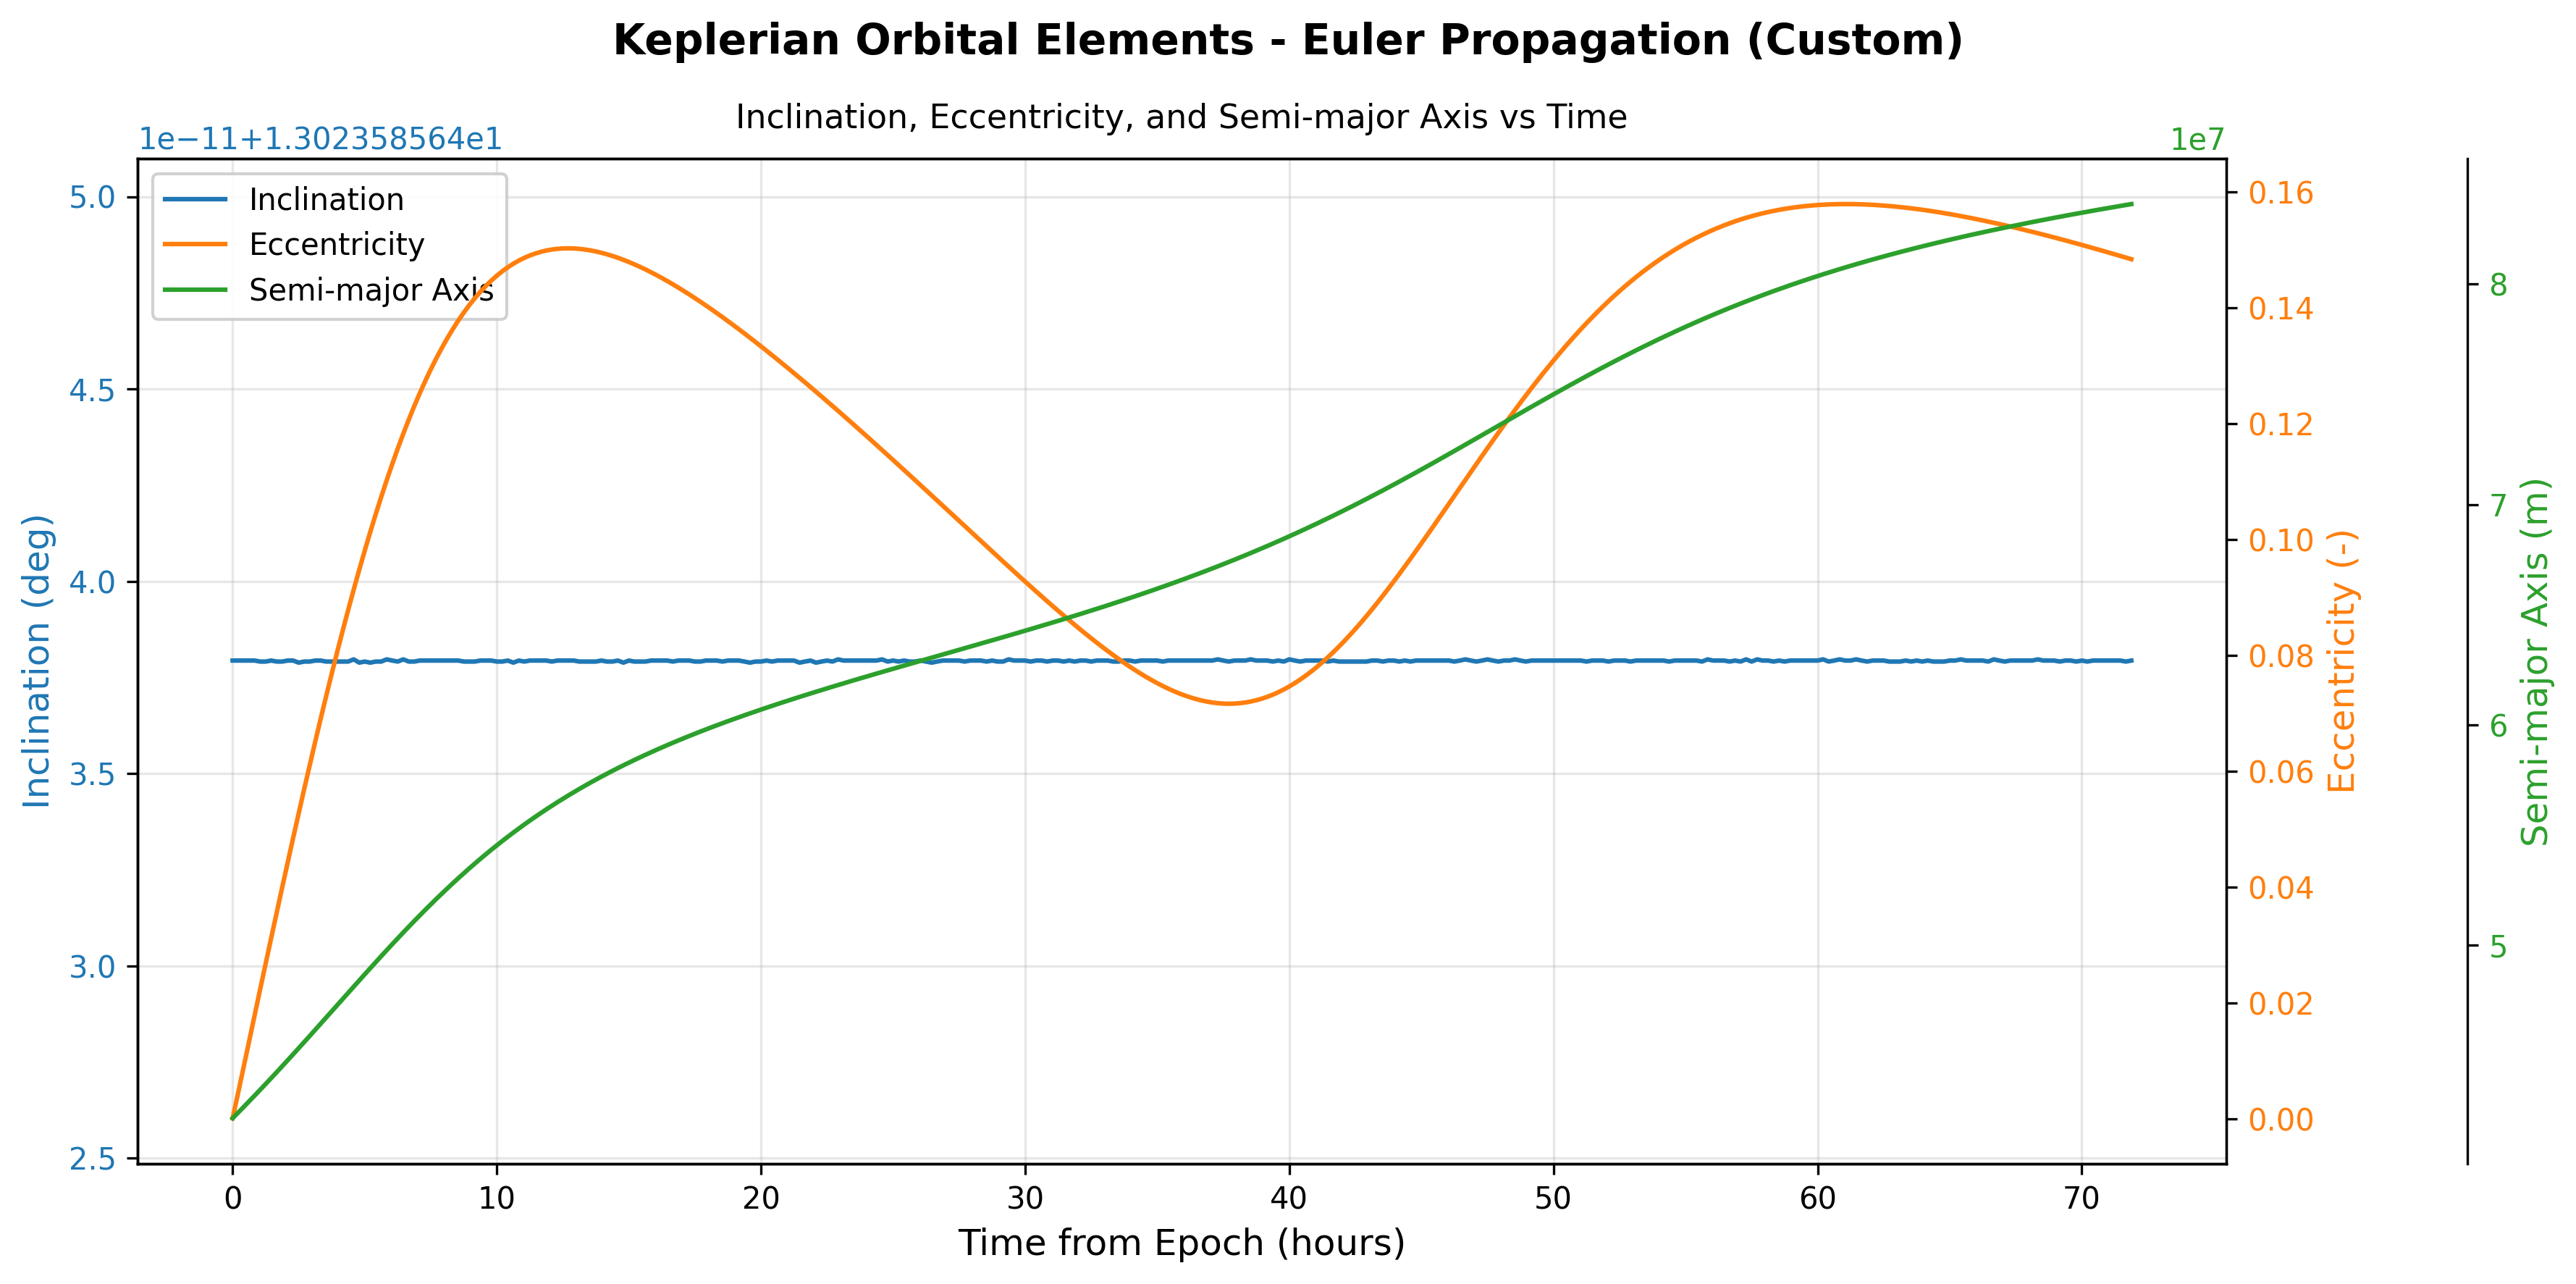 Keplerian Orbital Elements - Euler Propagation (Custom)
Inclination, Eccentricity, and Semi-major Axis vs Time
1e−11+1.302358564e1
1e7
Inclination
Eccentricity
Semi-major Axis
5.0
4.5
4.0
3.5
3.0
2.5
Inclination (deg)
0.16
0.14
0.12
0.10
0.08
0.06
0.04
0.02
0.00
Eccentricity (-)
8
7
6
5
Semi-major Axis (m)
0 10 20 30 40 50 60 70
Time from Epoch (hours)